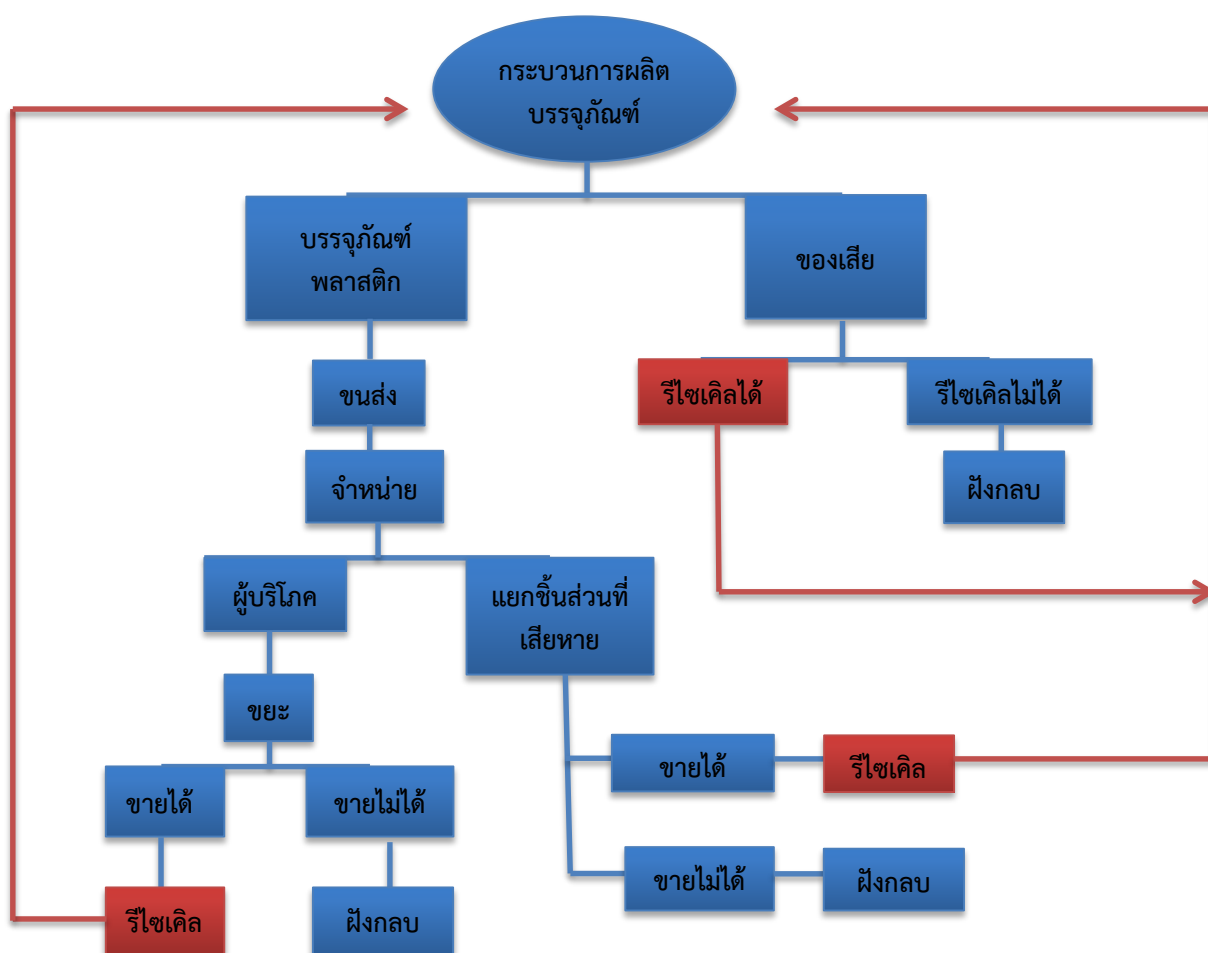 กระบวนการผลิต
บรรจุภัณฑ์
บรรจุภัณฑ์
พลาสติก
ของเสีย
ขนส่ง
รีไซเคิลได้
รีไซเคิลไม่ได้
จำหน่าย
ฝังกลบ
ผู้บริโภค
แยกชิ้นส่วนที่
เสียหาย
ขยะ
ขายได้
รีไซเคิล
ขายได้
ขายไม่ได้
ขายไม่ได้
ฝังกลบ
รีไซเคิล
ฝังกลบ